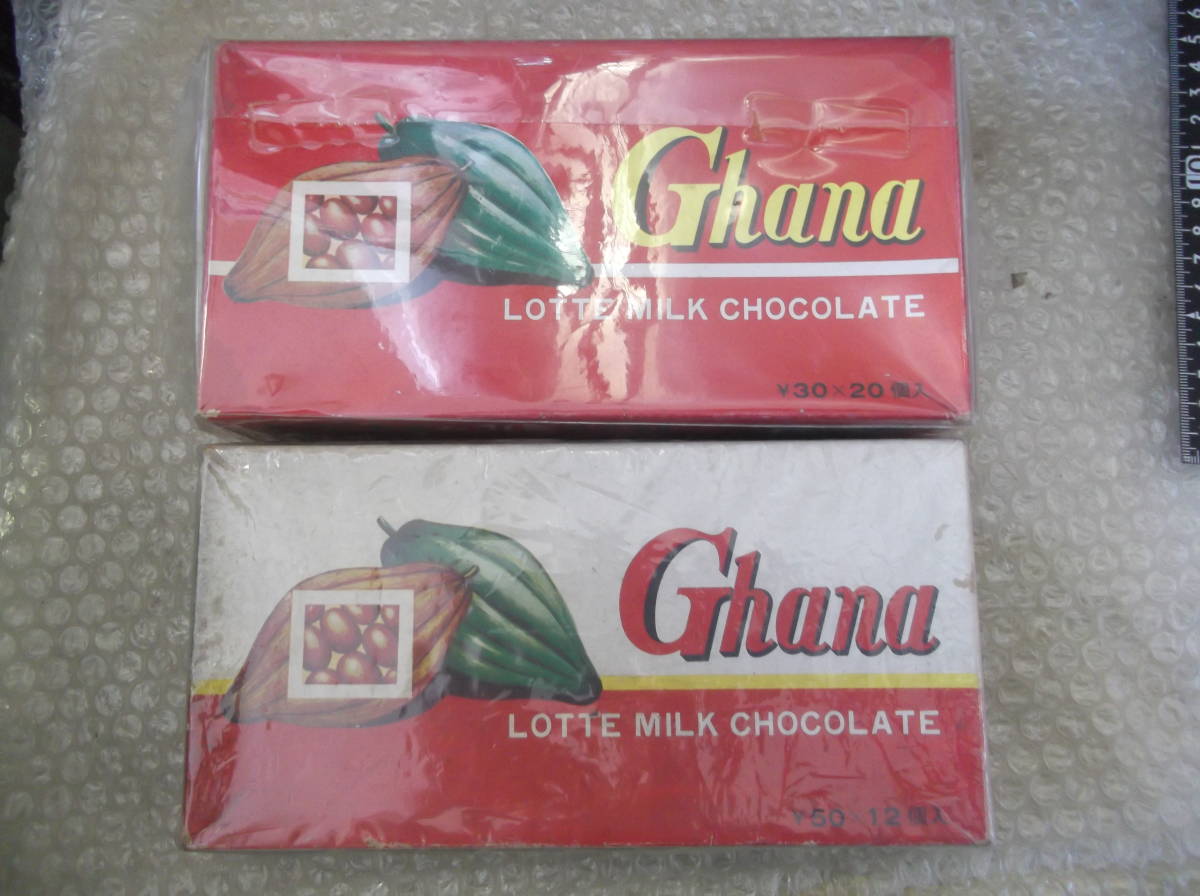 Ghana
LOTTE MILK CHOCOLATE
¥30×20個入
Ghana
LOTTE MILK CHOCOLATE
¥50×12個入